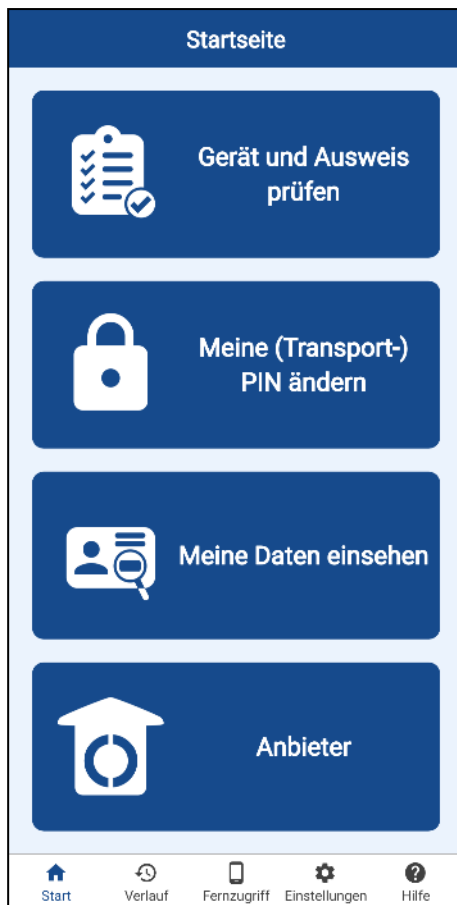 Startseite
Gerät und Ausweis
prüfen
Meine (Transport-)
PIN ändern
Meine Daten einsehen
Anbieter
Start
Verlauf
Fernzugriff
Einstellungen
Hilfe